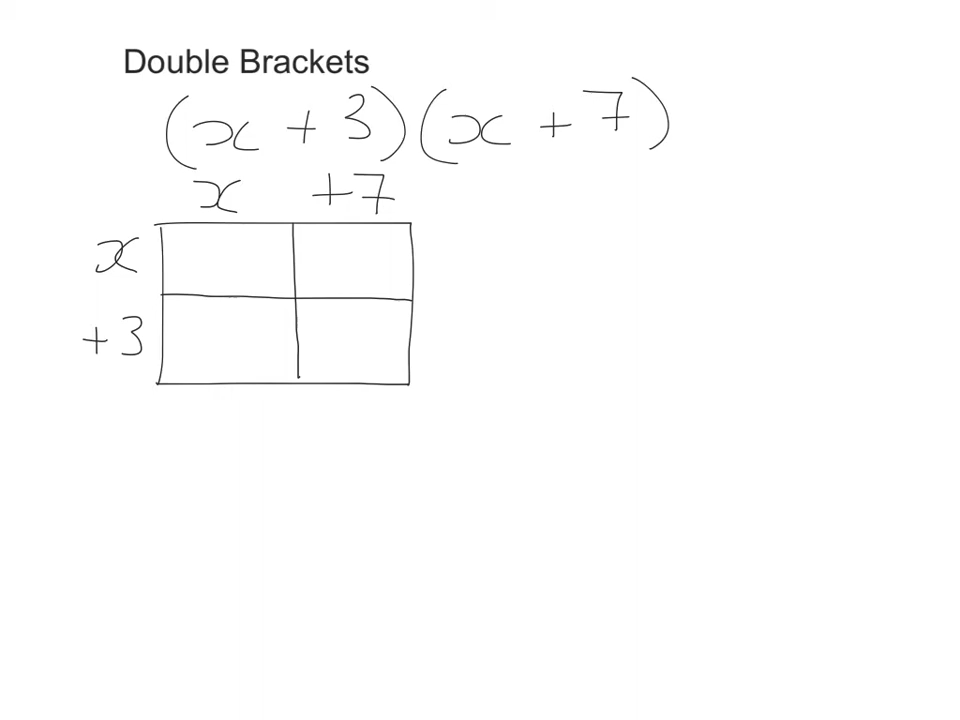 Double Brackets
(x + 3)(x + 7)
x +7
x
+3